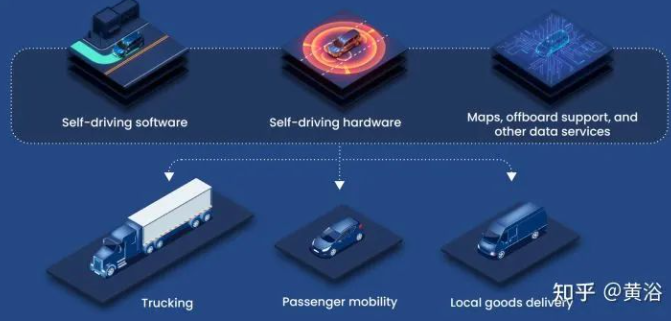 Self-driving software
Self-driving hardware
Maps, offboard support, and
other data services
Trucking
Passenger mobility
Local goods delivery
知乎 @黄浴